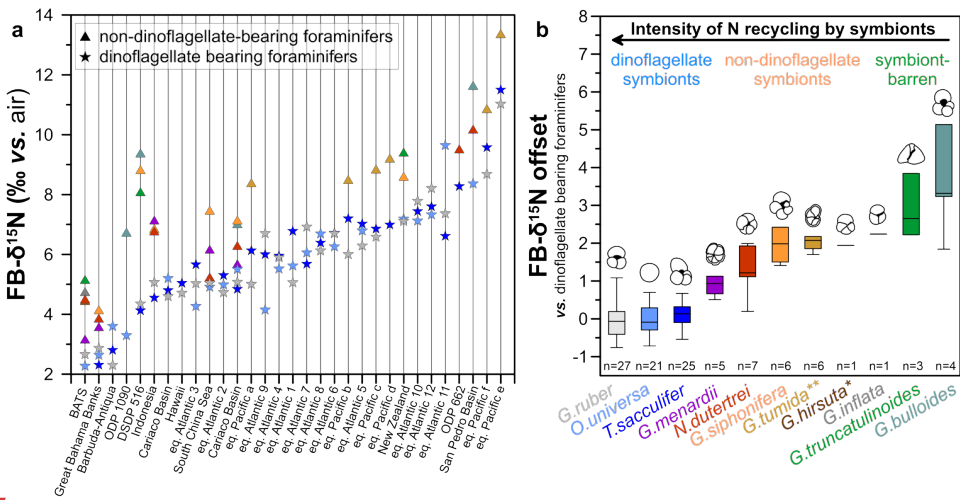 a
non-dinoflagellate-bearing foraminifers
dinoflagellate bearing foraminifers
FB-δ¹⁵N (‰ vs. air)
14
12
10
8
6
4
2
BATS
Great Bahamia Banks
Barbuda-Antiqua
ODP 1090
DSDP 516
Indonesia
Cariaco Basin
Hawaii
eq. Atlantic 3
South China Sea
eq. Atlantic 2
Cariaco Basin
eq. Pacific a
eq. Atlantic 9
eq. Atlantic 4
eq. Atlantic 1
eq. Atlantic 7
eq. Atlantic 8
eq. Atlantic 6
eq. Pacific b
eq. Atlantic 5
eq. Pacific c
eq. Pacific d
New Zealand
eq. Atlantic 10
eq. Atlantic 12
eq. Atlantic 11
ODP 662
San Pedro Basin
eq. Pacific f
eq. Pacific e
b
Intensity of N recycling by symbionts
dinoflagellate
symbionts
non-dinoflagellate
symbionts
symbiont-
barren
FB-δ¹⁵N offset
vs. dinoflagellate bearing foraminifers
8
7
6
5
4
3
2
1
0
-1
n=27
n=21
n=25
n=5
n=7
n=6
n=6
n=1
n=1
n=3
n=4
G.ruber
O.universa
T.sacculifer
G.menardii
N.dutertrei
G.siphonifera
G.tumida**
G.hirsuta*
G.inflata
G.truncatulinoides
G.bulloides